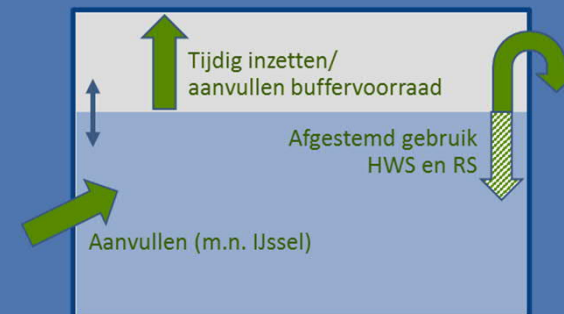 Tijdig inzetten/
aanvullen buffervoorraad
Afgestemd gebruik
HWS en RS
Aanvullen (m.n. IJssel)